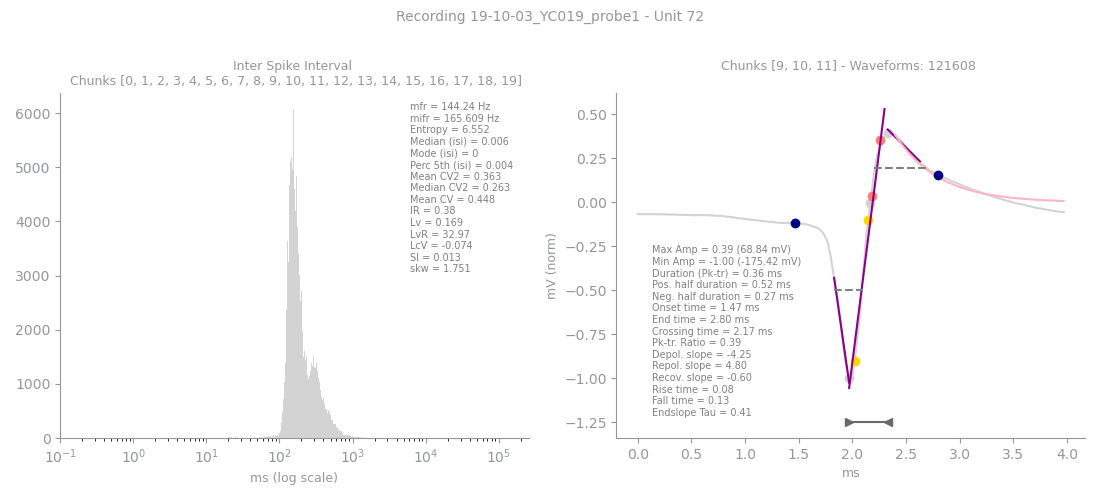 Recording 19-10-03_YC019_probe1 - Unit 72
Inter Spike Interval
Chunks [0, 1, 2, 3, 4, 5, 6, 7, 8, 9, 10, 11, 12, 13, 14, 15, 16, 17, 18, 19]
6000
5000
4000
3000
2000
1000
0
mfr = 144.24 Hz
mifr = 165.609 Hz
Entropy = 6.552
Median (isi) = 0.006
Mode (isi) = 0
Perc 5th (isi) = 0.004
Mean CV2 = 0.363
Median CV2 = 0.263
Mean CV = 0.448
IR = 0.38
Lv = 0.169
LvR = 32.97
LcV = -0.074
SI = 0.013
skw = 1.751
10⁻¹ 10⁰ 10¹ 10² 10³ 10⁴ 10⁵
ms (log scale)
Chunks [9, 10, 11] - Waveforms: 121608
mV (norm)
0.50
0.25
0.00
−0.25
−0.50
−0.75
−1.00
−1.25
Max Amp = 0.39 (68.84 mV)
Min Amp = -1.00 (-175.42 mV)
Duration (Pk-tr) = 0.36 ms
Pos. half duration = 0.52 ms
Neg. half duration = 0.27 ms
Onset time = 1.47 ms
End time = 2.80 ms
Crossing time = 2.17 ms
Pk-tr. Ratio = 0.39
Depol. slope = -4.25
Repol. slope = 4.80
Recov. slope = -0.60
Rise time = 0.08
Fall time = 0.13
Endslope Tau = 0.41
0.0 0.5 1.0 1.5 2.0 2.5 3.0 3.5 4.0
ms